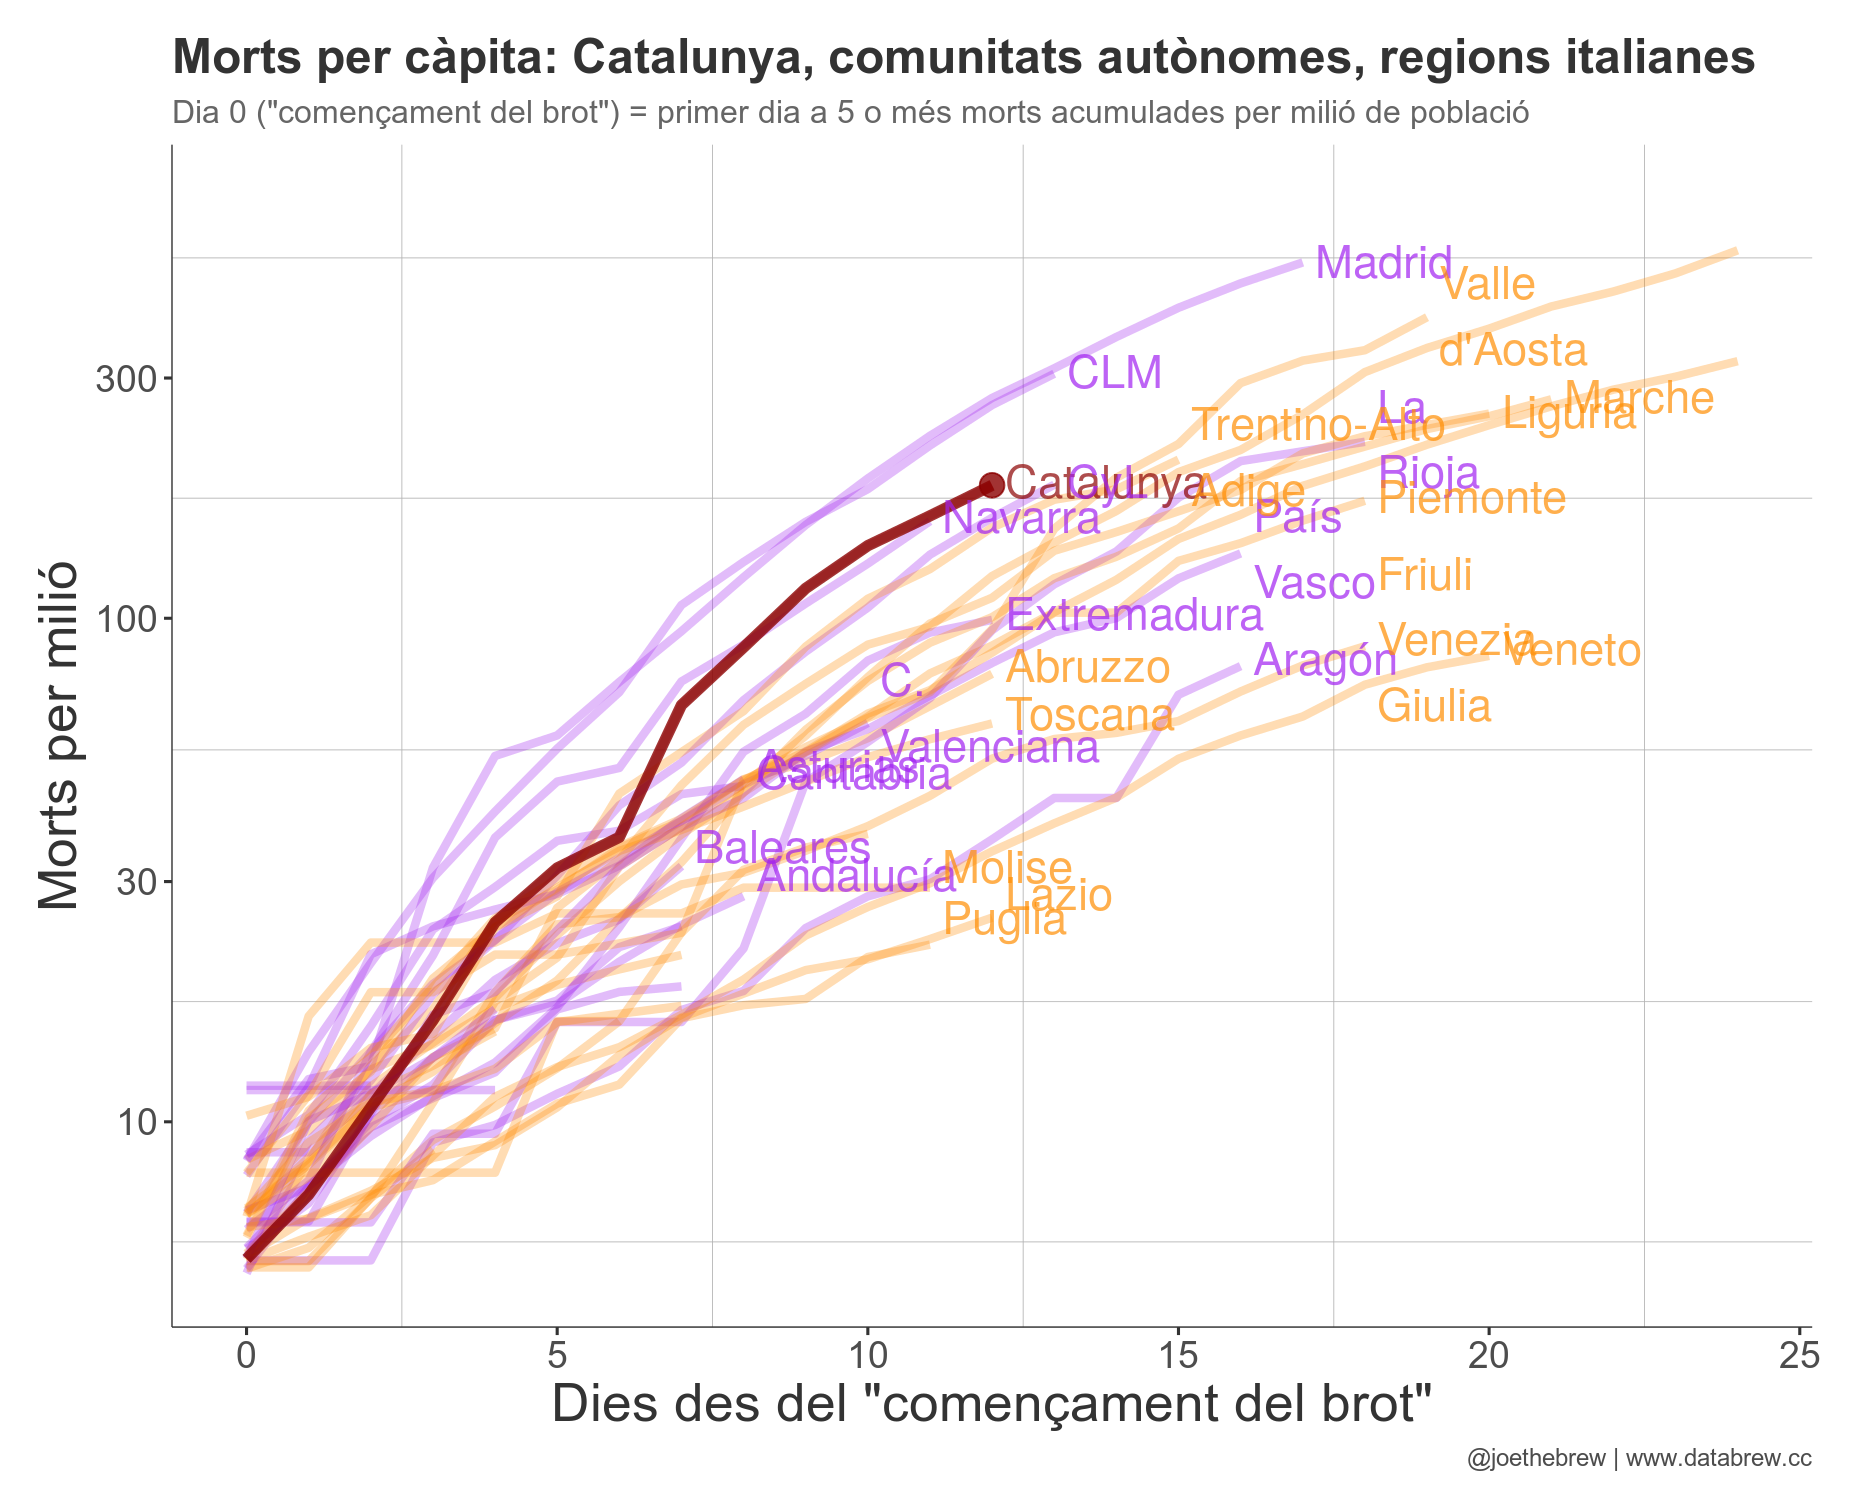 Morts per càpita: Catalunya, comunitats autònomes, regions italianes
Dia 0 ("començament del brot") = primer dia a 5 o més morts acumulades per milió de població
Morts per milió
300
100
30
10
Madrid
Valle
d'Aosta
CLM
La
Rioja
Marche
Liguria
Trentino-Alto
Adige
Catalunya
CyL
Navarra
Piemonte
País
Vasco
Friuli
Venezia
Giulia
Extremadura
Veneto
Aragón
Abruzzo
C.
Valenciana
Toscana
Asturias
Cantabria
Baleares
Andalucía
Molise
Lazio
Puglia
0
5
10
15
20
25
Dies des del "començament del brot"
@joethebrew | www.databrew.cc